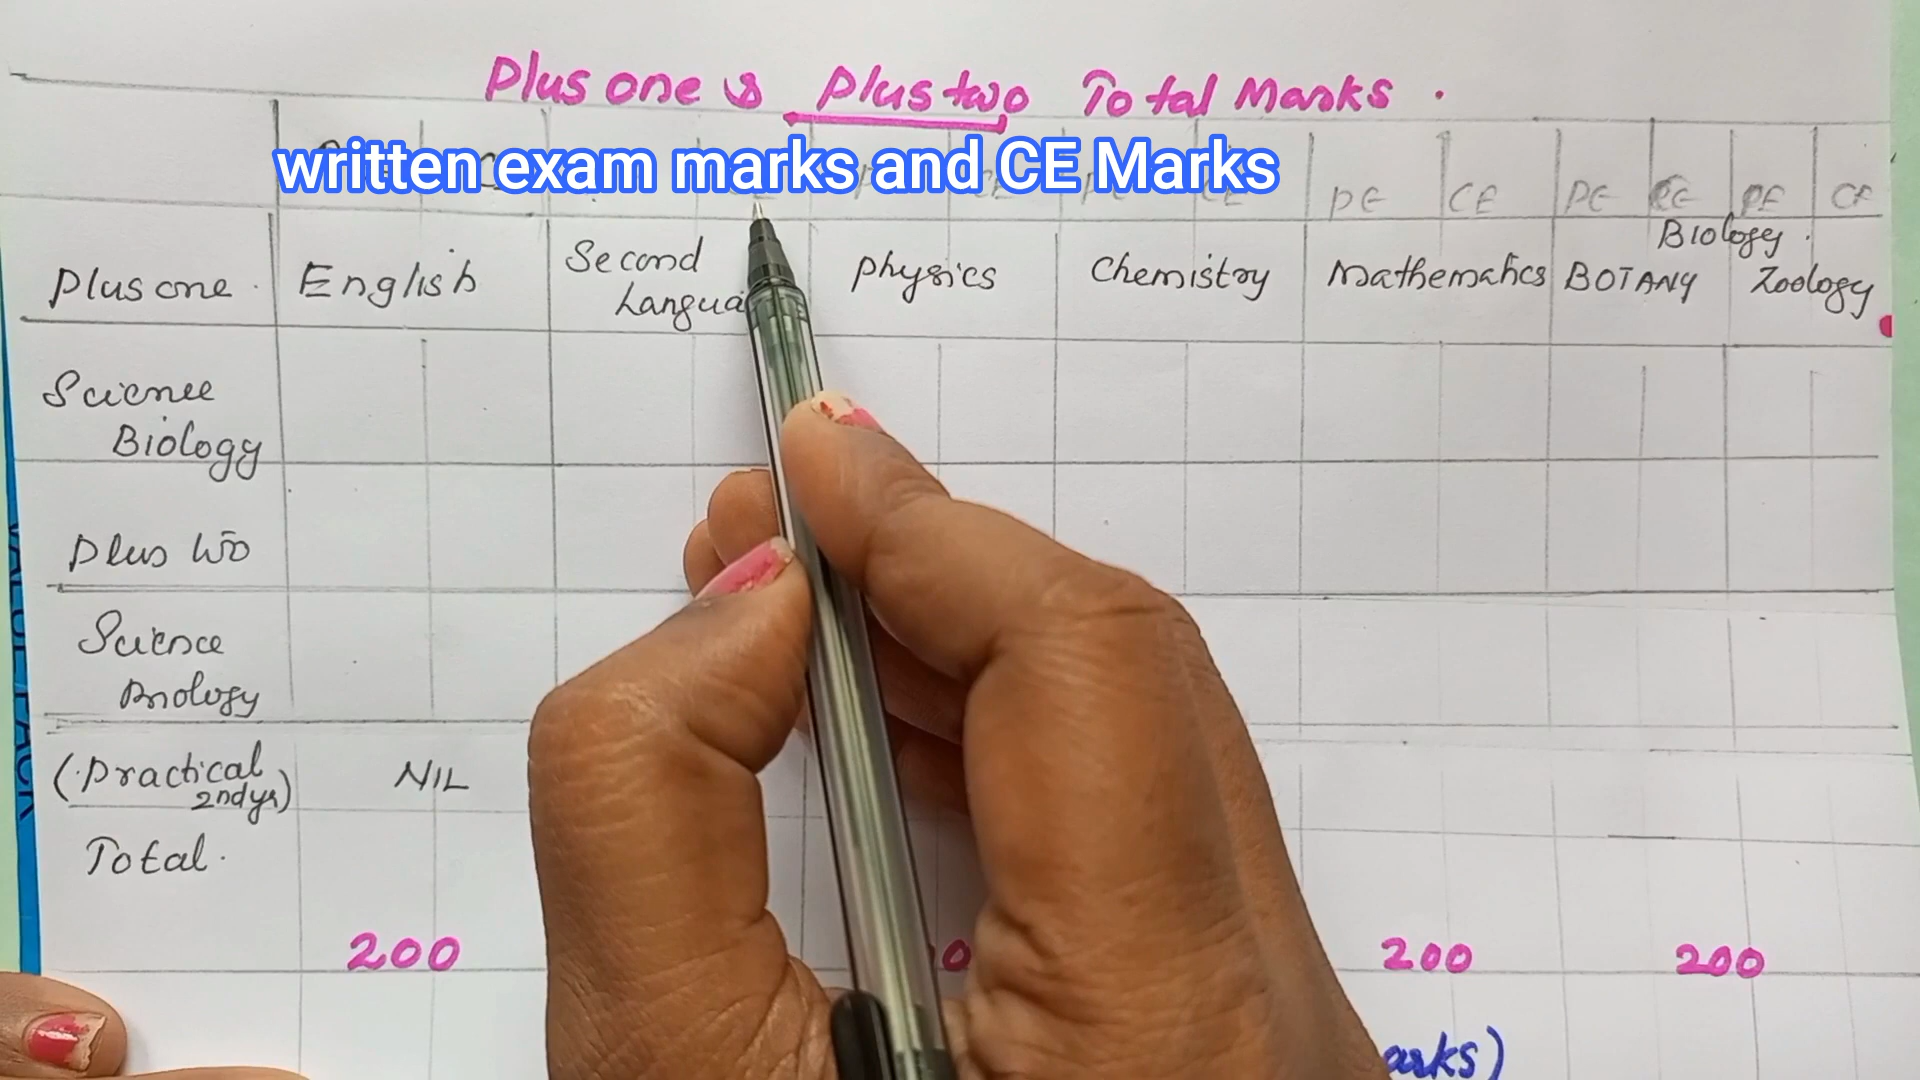 Plus one & Plus two Total Marks.
written exam marks and CE Marks
PE CE PE CE PE CF
Biology.
Plus one. English Second Physics Chemistry Mathematics BOTANY Zoology
Science
Biology
Plus two
Science
Biology
(Practical NIL
2nd yr)
Total.
200 200 200